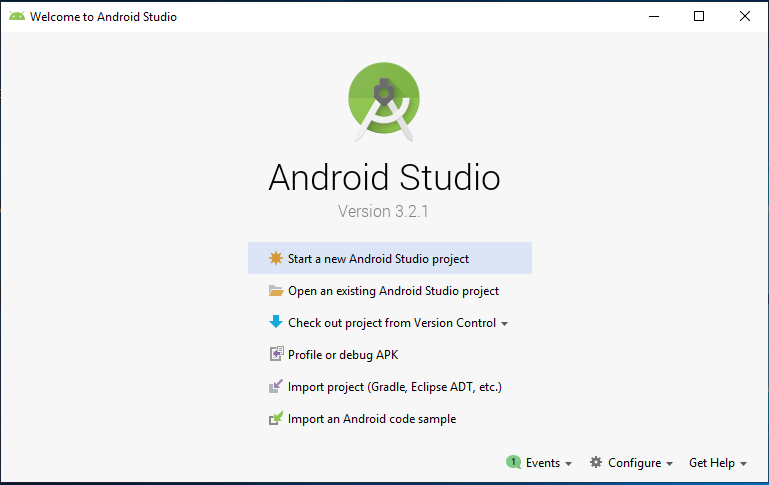 Welcome to Android Studio
Android Studio
Version 3.2.1
Start a new Android Studio project
Open an existing Android Studio project
Check out project from Version Control
Profile or debug APK
Import project (Gradle, Eclipse ADT, etc.)
Import an Android code sample
1 Events Configure Get Help